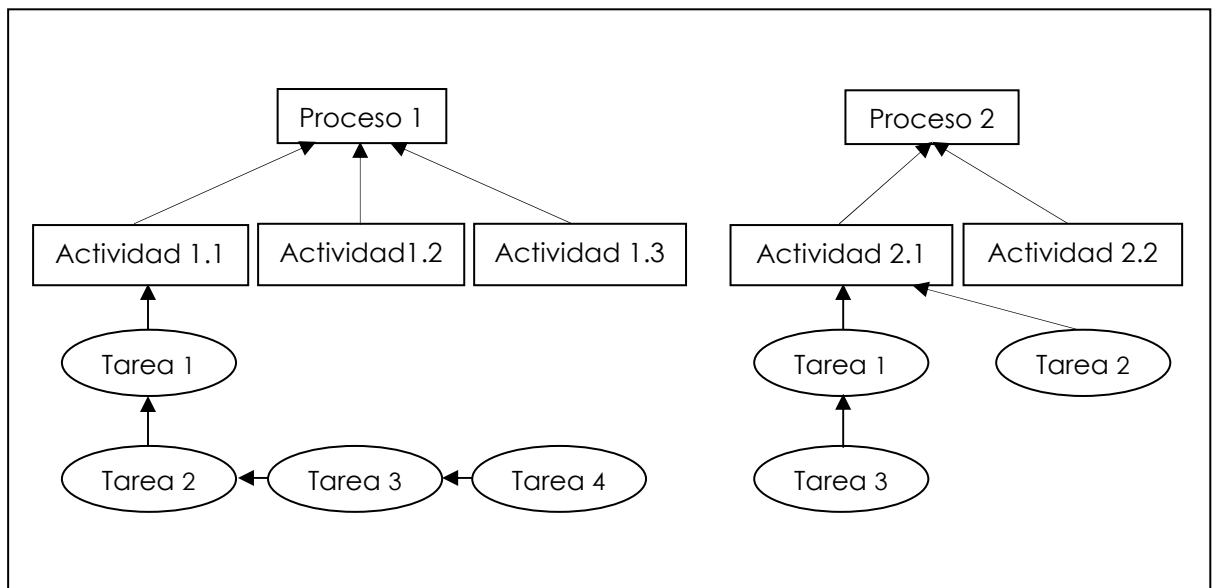 Proceso 1
Proceso 2
Actividad 1.1
Actividad1.2
Actividad 1.3
Actividad 2.1
Actividad 2.2
Tarea 1
Tarea 1
Tarea 2
Tarea 2
Tarea 3
Tarea 4
Tarea 3